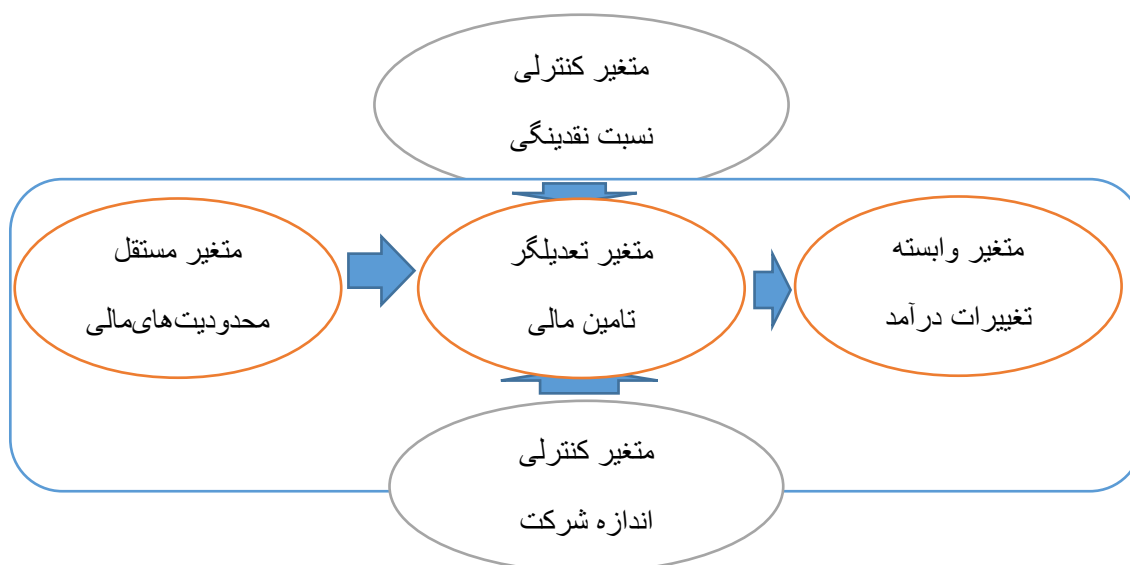 متغیر کنترلی
نسبت نقدینگی
متغیر مستقل
محدودیت‌های‌مالی
متغیر تعدیلگر
تامین مالی
متغیر وابسته
تغییرات درآمد
متغیر کنترلی
اندازه شرکت